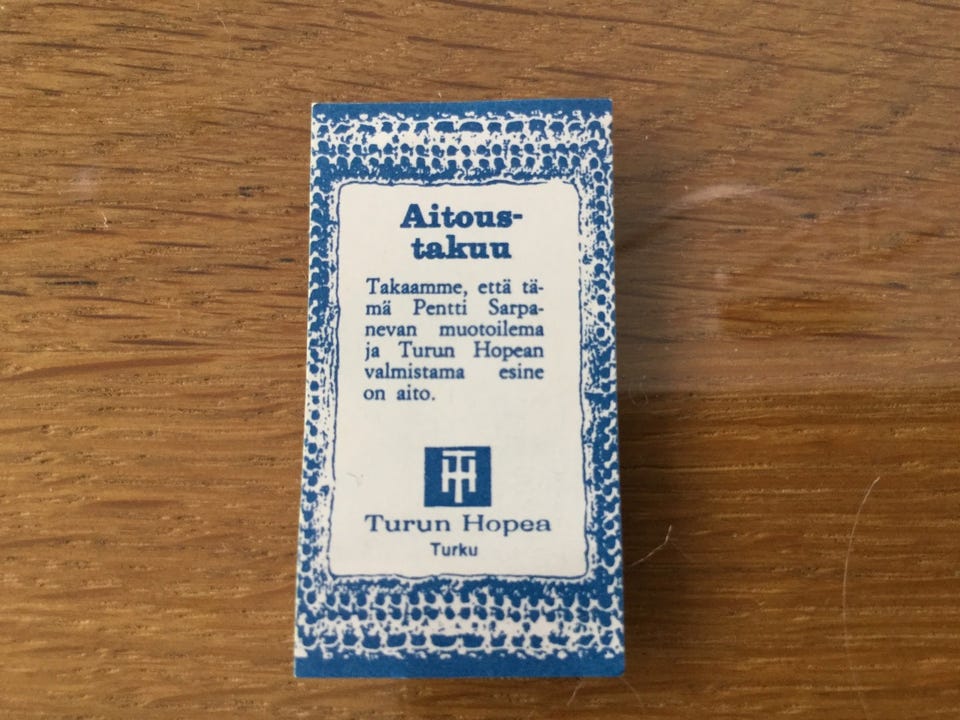 Aitous-
takuu
Takaamme, että tä-
mä Pentti Sarpa-
nevan muotoilema
ja Turun Hopean
valmistama esine
on aito.
TH
Turun Hopea
Turku